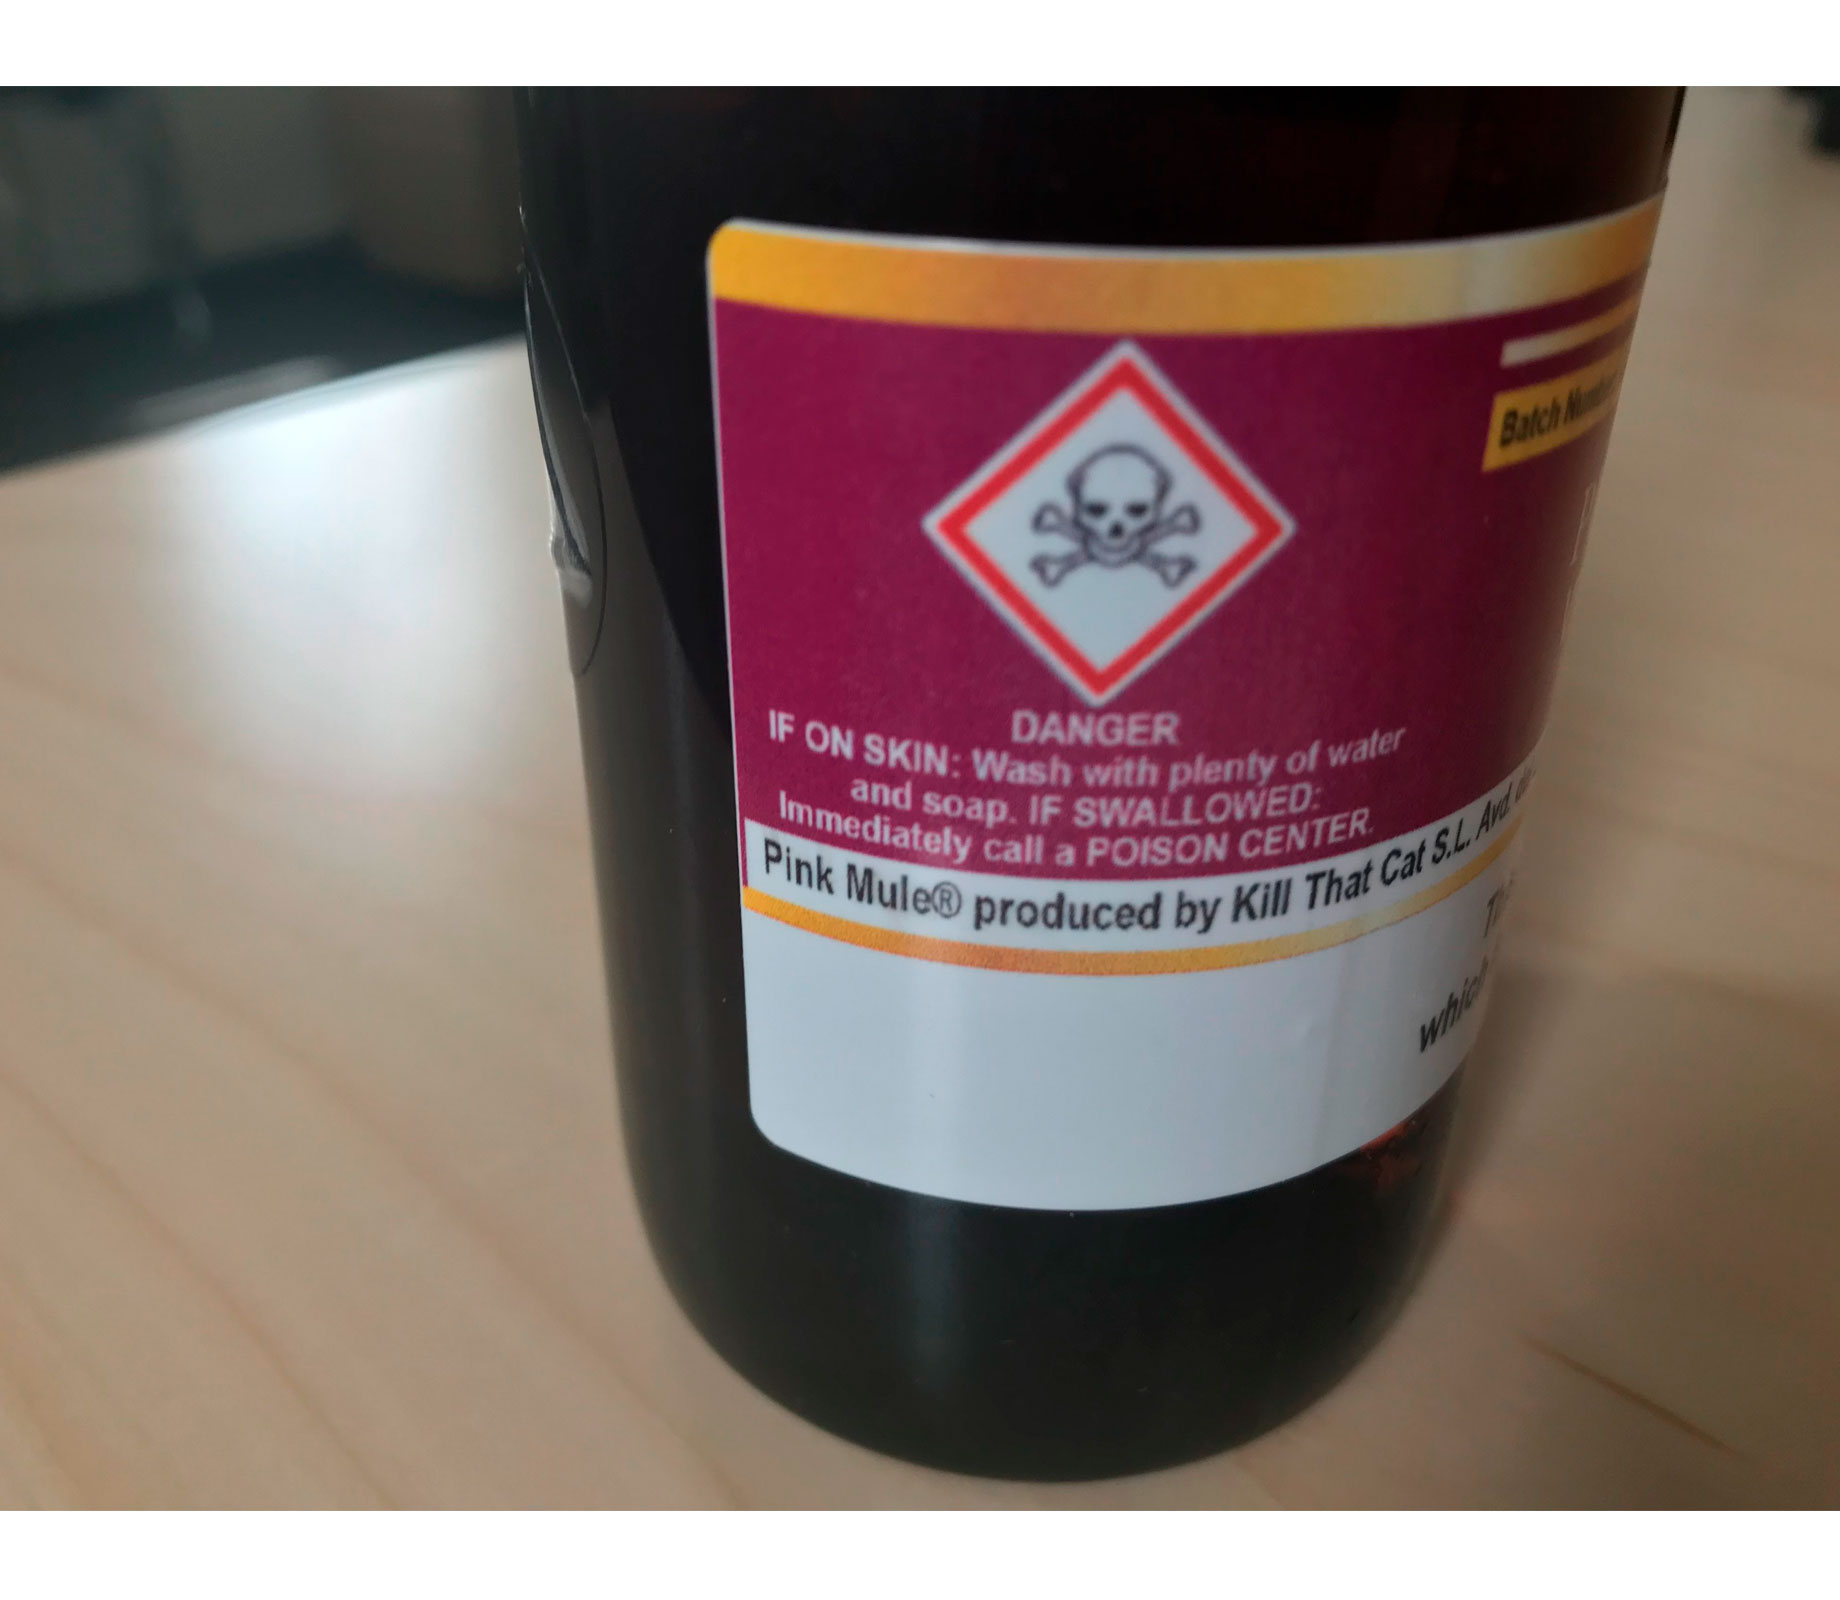 Batch
DANGER
IF ON SKIN: Wash with plenty of water
and soap. IF SWALLOWED:
Immediately call a POISON CENTER.
Pink Mule® produced by Kill That Cat S.L. Avd.